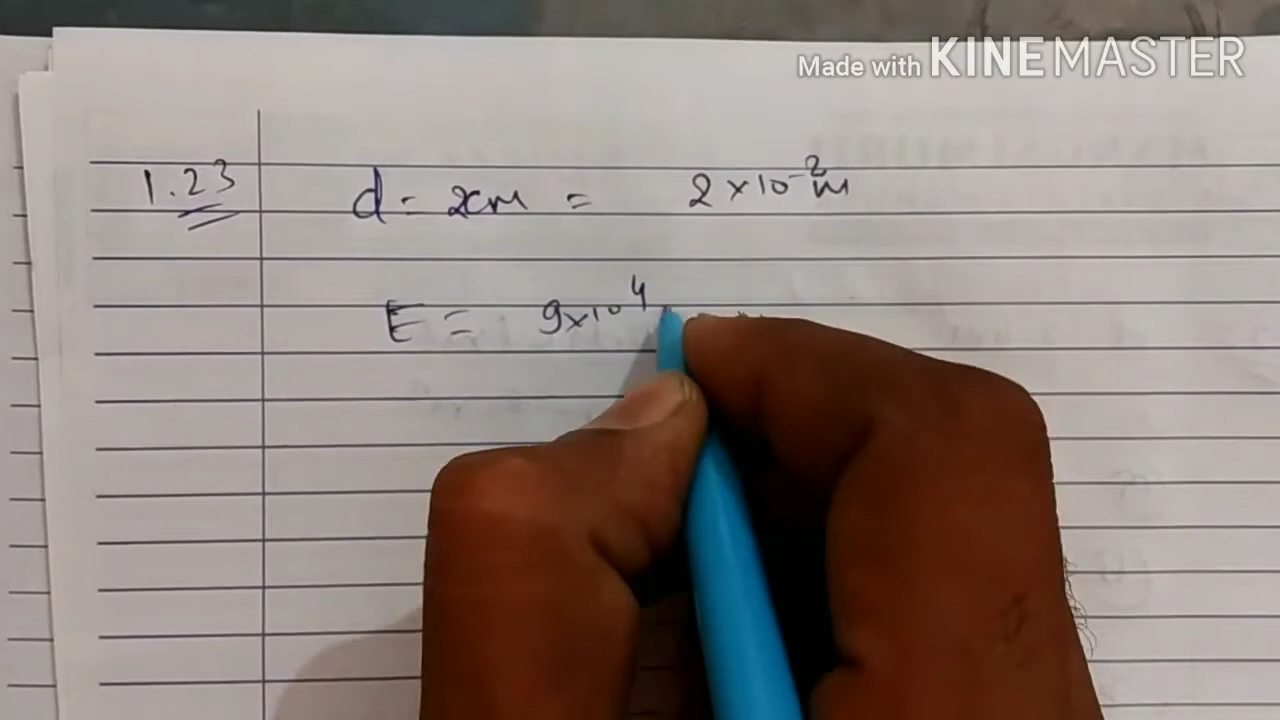 Made with KINEMASTER
1.23 d = 2cm = 2×10⁻²m
E = 9×10⁴